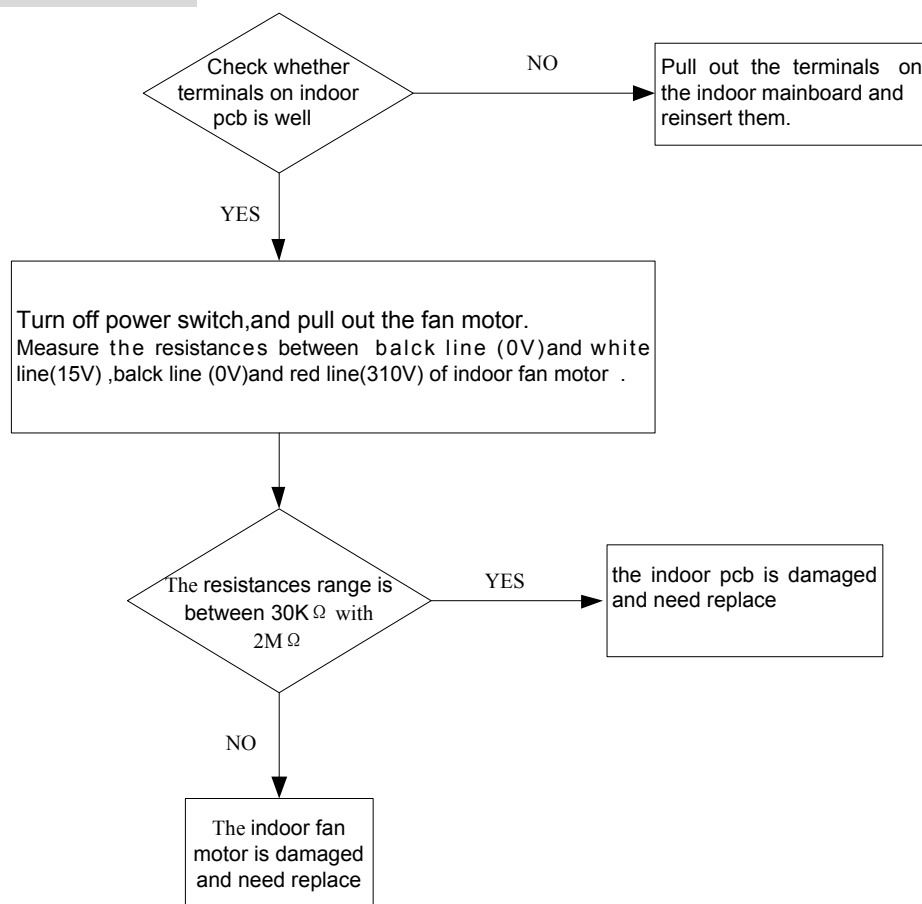 Check whether
terminals on indoor
pcb is well
NO
Pull out the terminals on
the indoor mainboard and
reinsert them.
YES
Turn off power switch,and pull out the fan motor.
Measure the resistances between balck line (0V)and white
line(15V) ,balck line (0V)and red line(310V) of indoor fan motor .
The resistances range is
between 30KΩ with
2MΩ
YES
the indoor pcb is damaged
and need replace
NO
The indoor fan
motor is damaged
and need replace